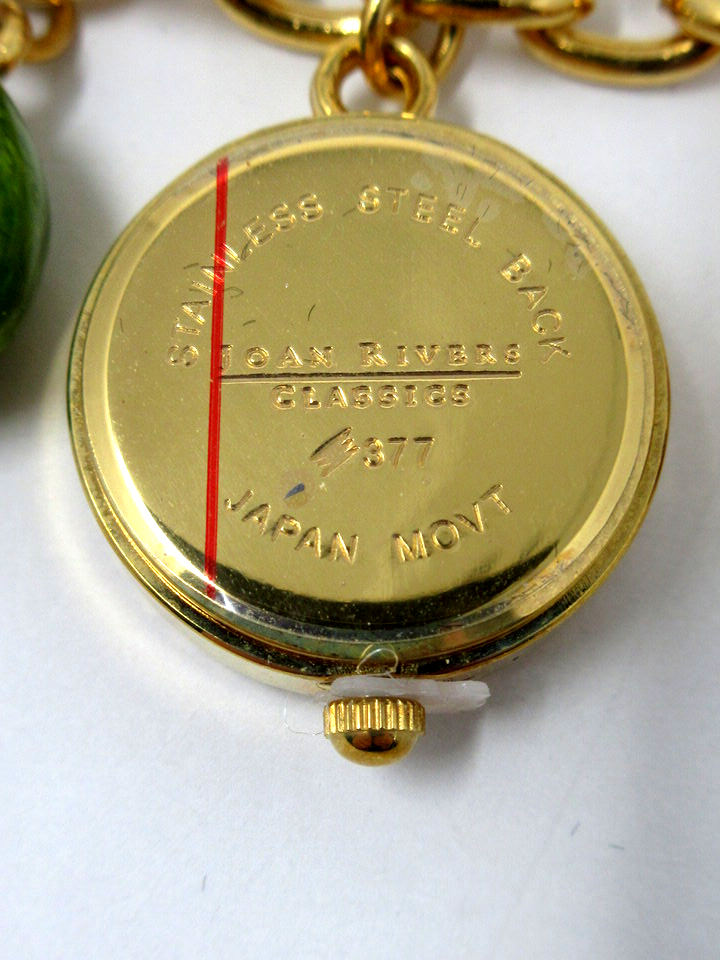 STAINLESS STEEL BACK
JOAN RIVERS
CLASSICS
377
JAPAN MOVT